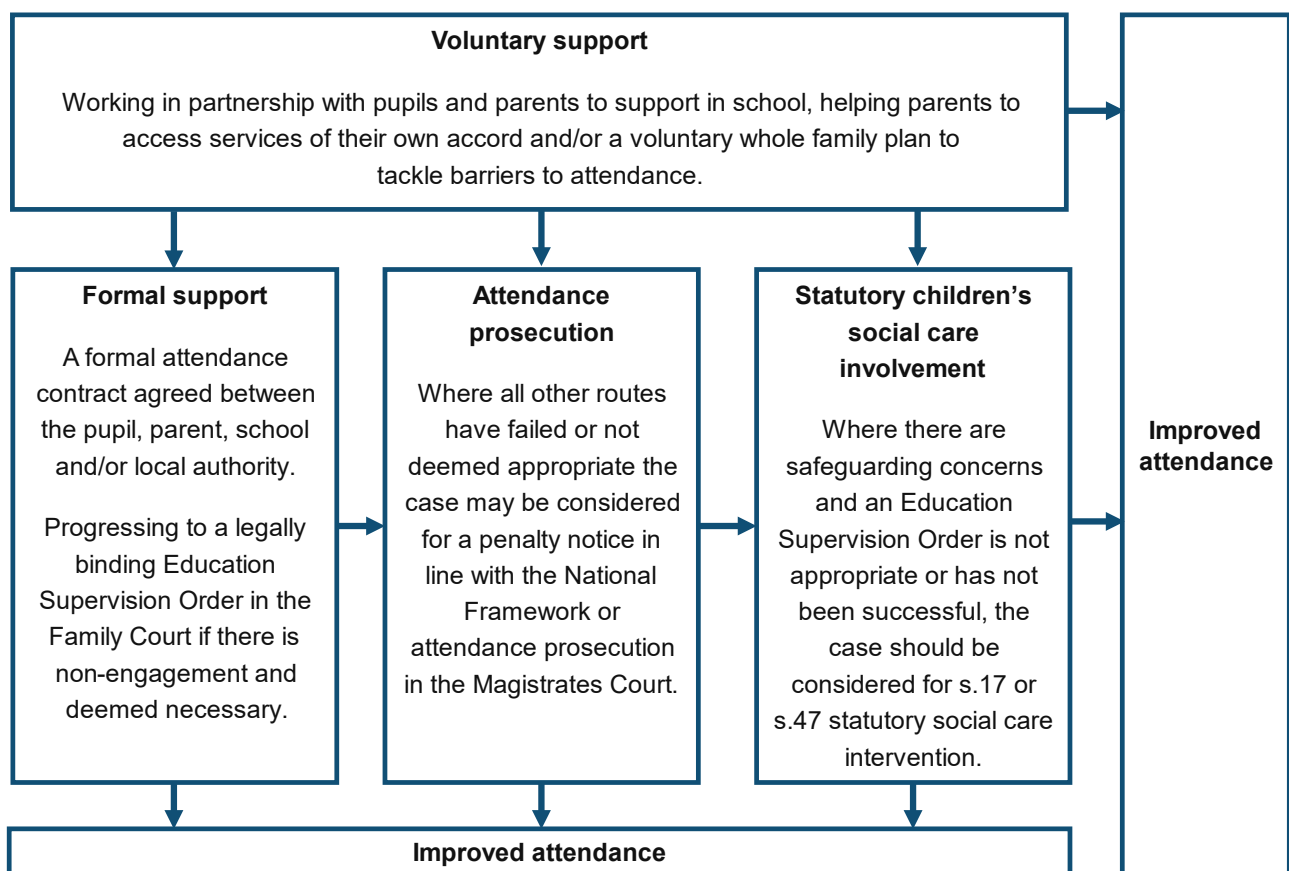 Voluntary support
Working in partnership with pupils and parents to support in school, helping parents to
access services of their own accord and/or a voluntary whole family plan to
tackle barriers to attendance.
Formal support
A formal attendance
contract agreed between
the pupil, parent, school
and/or local authority.
Progressing to a legally
binding Education
Supervision Order in the
Family Court if there is
non-engagement and
deemed necessary.
Attendance
prosecution
Where all other routes
have failed or not
deemed appropriate the
case may be considered
for a penalty notice in
line with the National
Framework or
attendance prosecution
in the Magistrates Court.
Statutory children’s
social care
involvement
Where there are
safeguarding concerns
and an Education
Supervision Order is not
appropriate or has not
been successful, the
case should be
considered for s.17 or
s.47 statutory social care
intervention.
Improved
attendance
Improved attendance